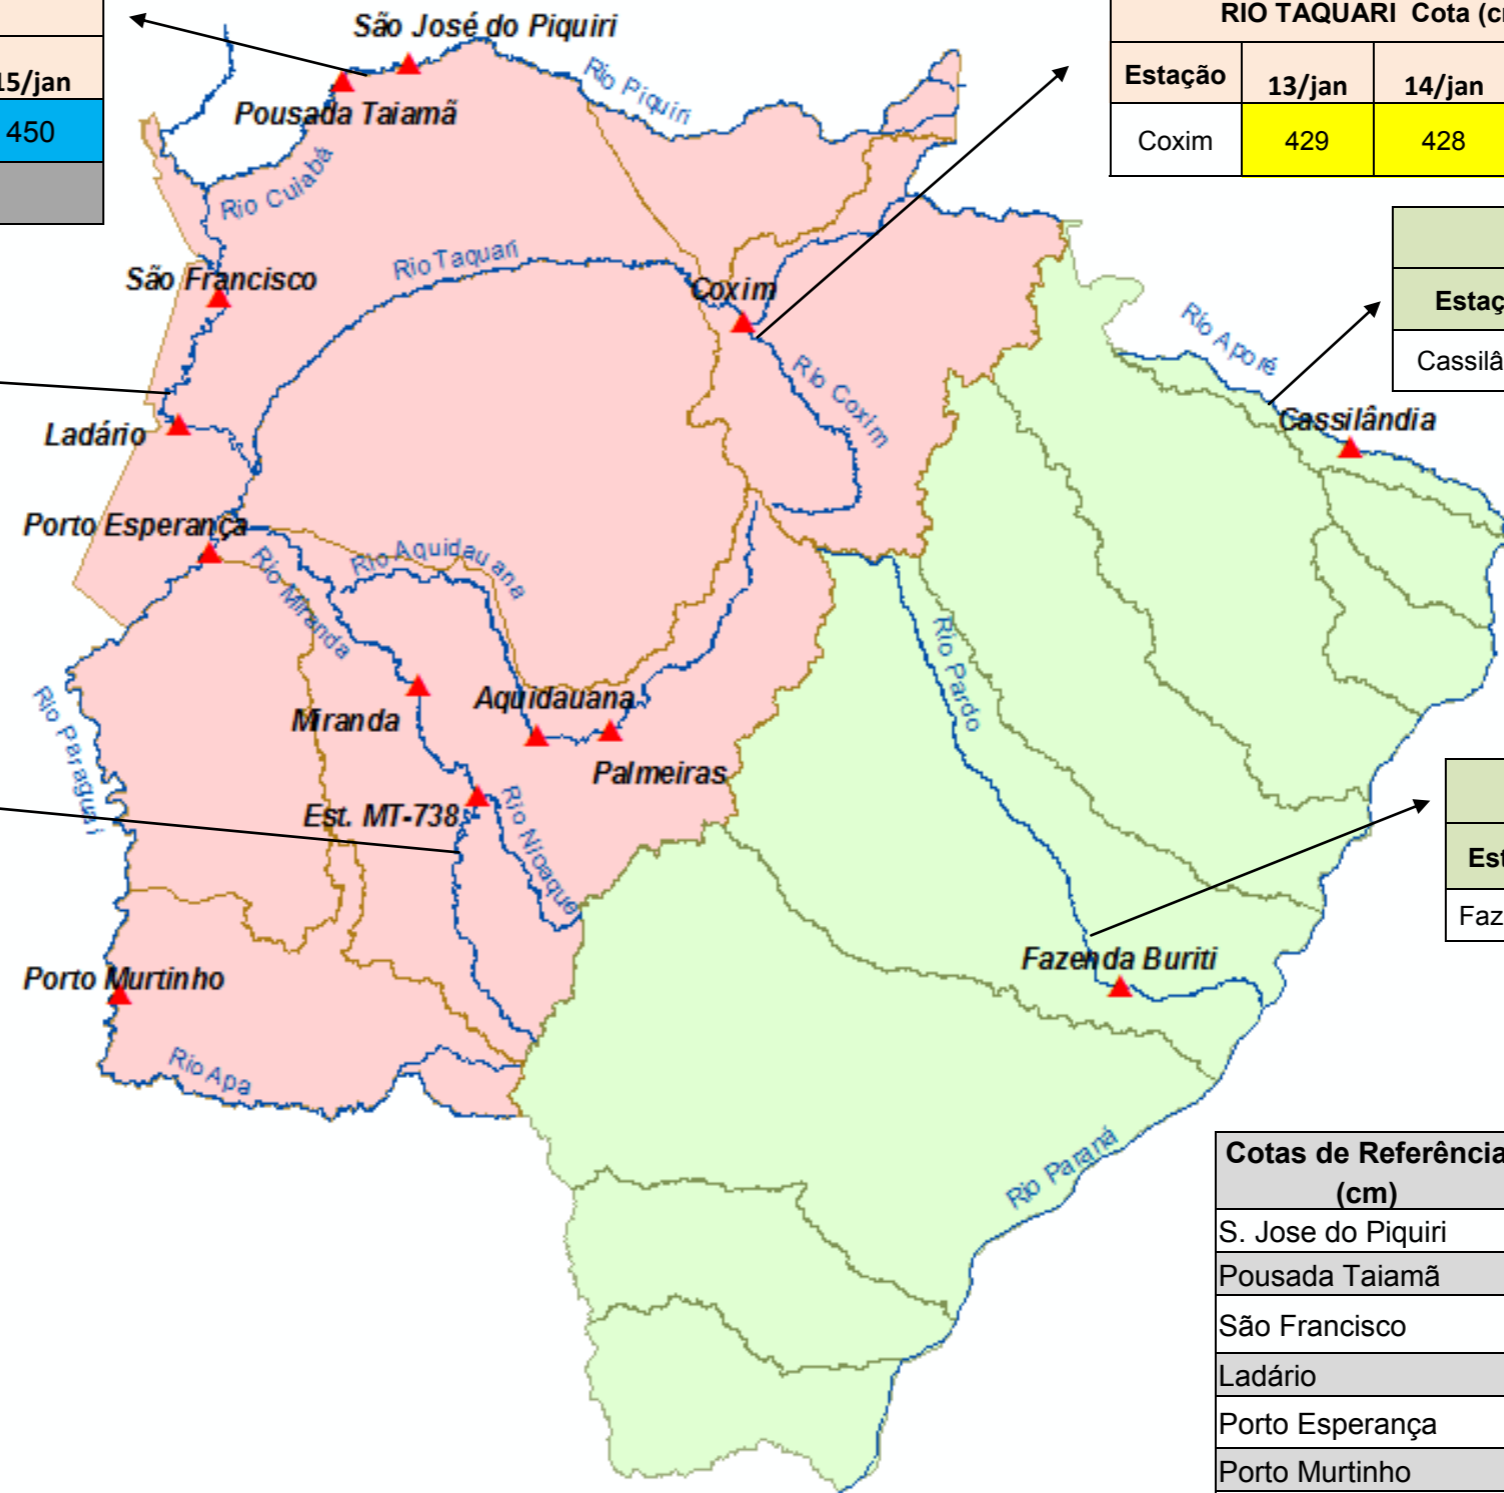 São José do Piquiri
RIO TAQUARI Cota (c
Estação
13/jan
14/jan
Coxim
429
428
15/jan
450
Pousada Taiamã
Rio Piquiri
Rio Cuiabá
Rio Taquari
São Francisco
Coxim
Rio Coxim
Rio Aporé
Estaç
Cassilâ
Cassilândia
Ladário
Porto Esperança
Rio Miranda
Rio Aquidauana
Rio Pardo
Rio Paraguai
Miranda
Aquidauana
Palmeiras
Est. MT-738
Rio Nioaque
Est
Faz
Fazenda Buriti
Porto Murtinho
Rio Apa
Rio Paraná
Cotas de Referência
(cm)
S. Jose do Piquiri
Pousada Taiamã
São Francisco
Ladário
Porto Esperança
Porto Murtinho